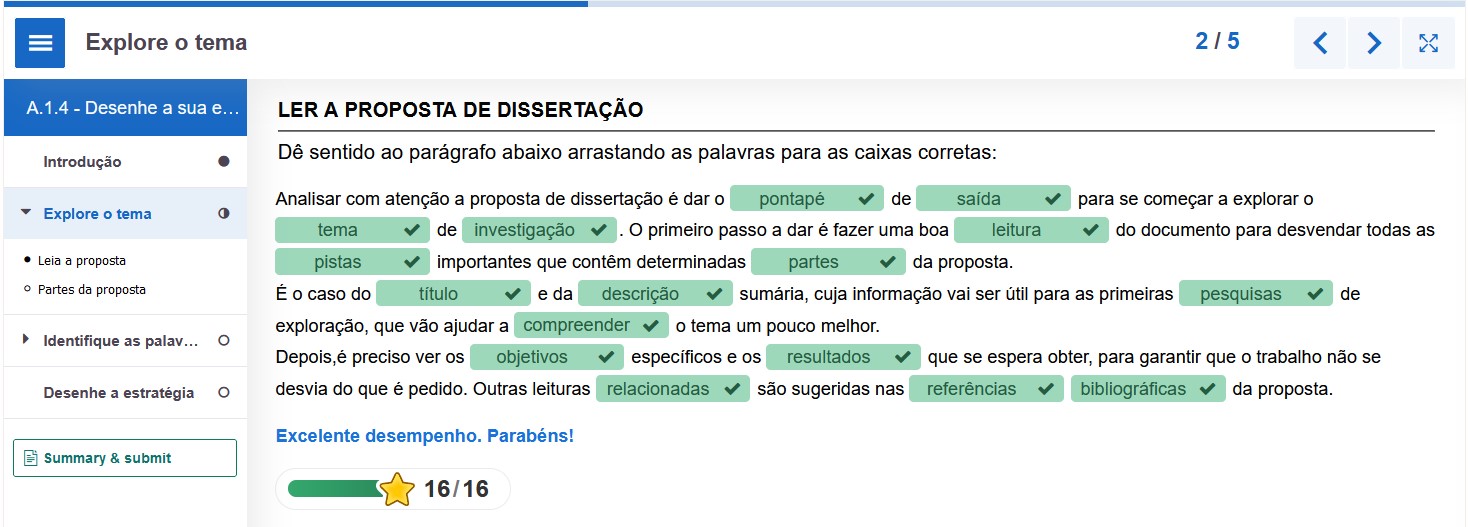 Explore o tema
2 / 5
A.1.4 - Desenhe a sua e...
Introdução
Explore o tema
Leia a proposta
Partes da proposta
Identifique as palav...
Desenhe a estratégia
Summary & submit
LER A PROPOSTA DE DISSERTAÇÃO
Dê sentido ao parágrafo abaixo arrastando as palavras para as caixas corretas:
Analisar com atenção a proposta de dissertação é dar o pontapé de saída para se começar a explorar o
tema de investigação . O primeiro passo a dar é fazer uma boa leitura do documento para desvendar todas as
pistas importantes que contêm determinadas partes da proposta.
É o caso do título e da descrição sumária, cuja informação vai ser útil para as primeiras pesquisas de
exploração, que vão ajudar a compreender o tema um pouco melhor.
Depois,é preciso ver os objetivos específicos e os resultados que se espera obter, para garantir que o trabalho não se
desvia do que é pedido. Outras leituras relacionadas são sugeridas nas referências bibliográficas da proposta.
Excelente desempenho. Parabéns!
16/16